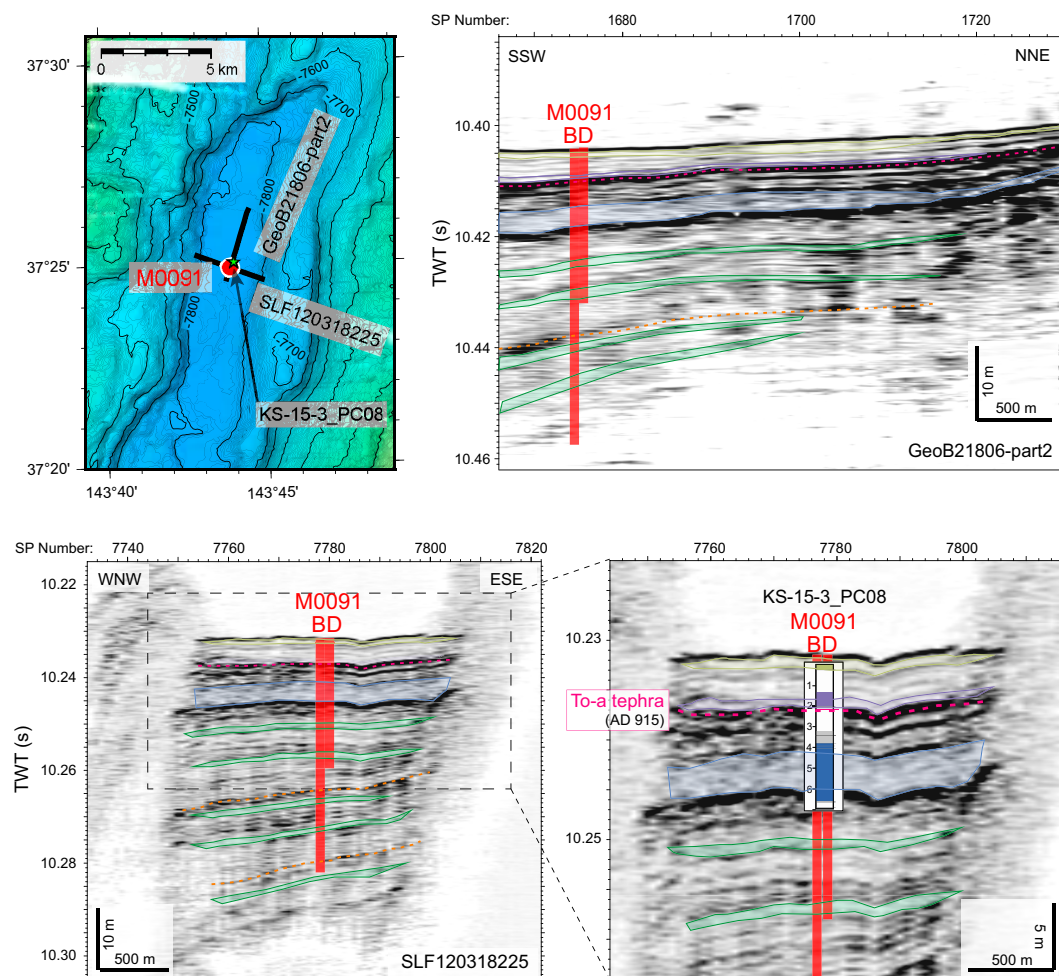 SP Number: 1680 1700 1720
37°30'
37°25'
37°20'
143°40' 143°45'
0 5 km
-7600
-7700
-7500
-7800
-7800
-7700
GeoB21806-part2
M0091
SLF120318225
KS-15-3_PC08
SSW NNE
M0091
BD
TWT (s)
10.40
10.42
10.44
10.46
10 m
500 m
GeoB21806-part2
SP Number: 7740 7760 7780 7800 7820
WNW ESE
M0091
BD
TWT (s)
10.22
10.24
10.26
10.28
10.30
10 m
500 m
SLF120318225
7760 7780 7800
KS-15-3_PC08
M0091
BD
10.23
10.25
To-a tephra
(AD 915)
1
2
3
4
5
6
5 m
500 m